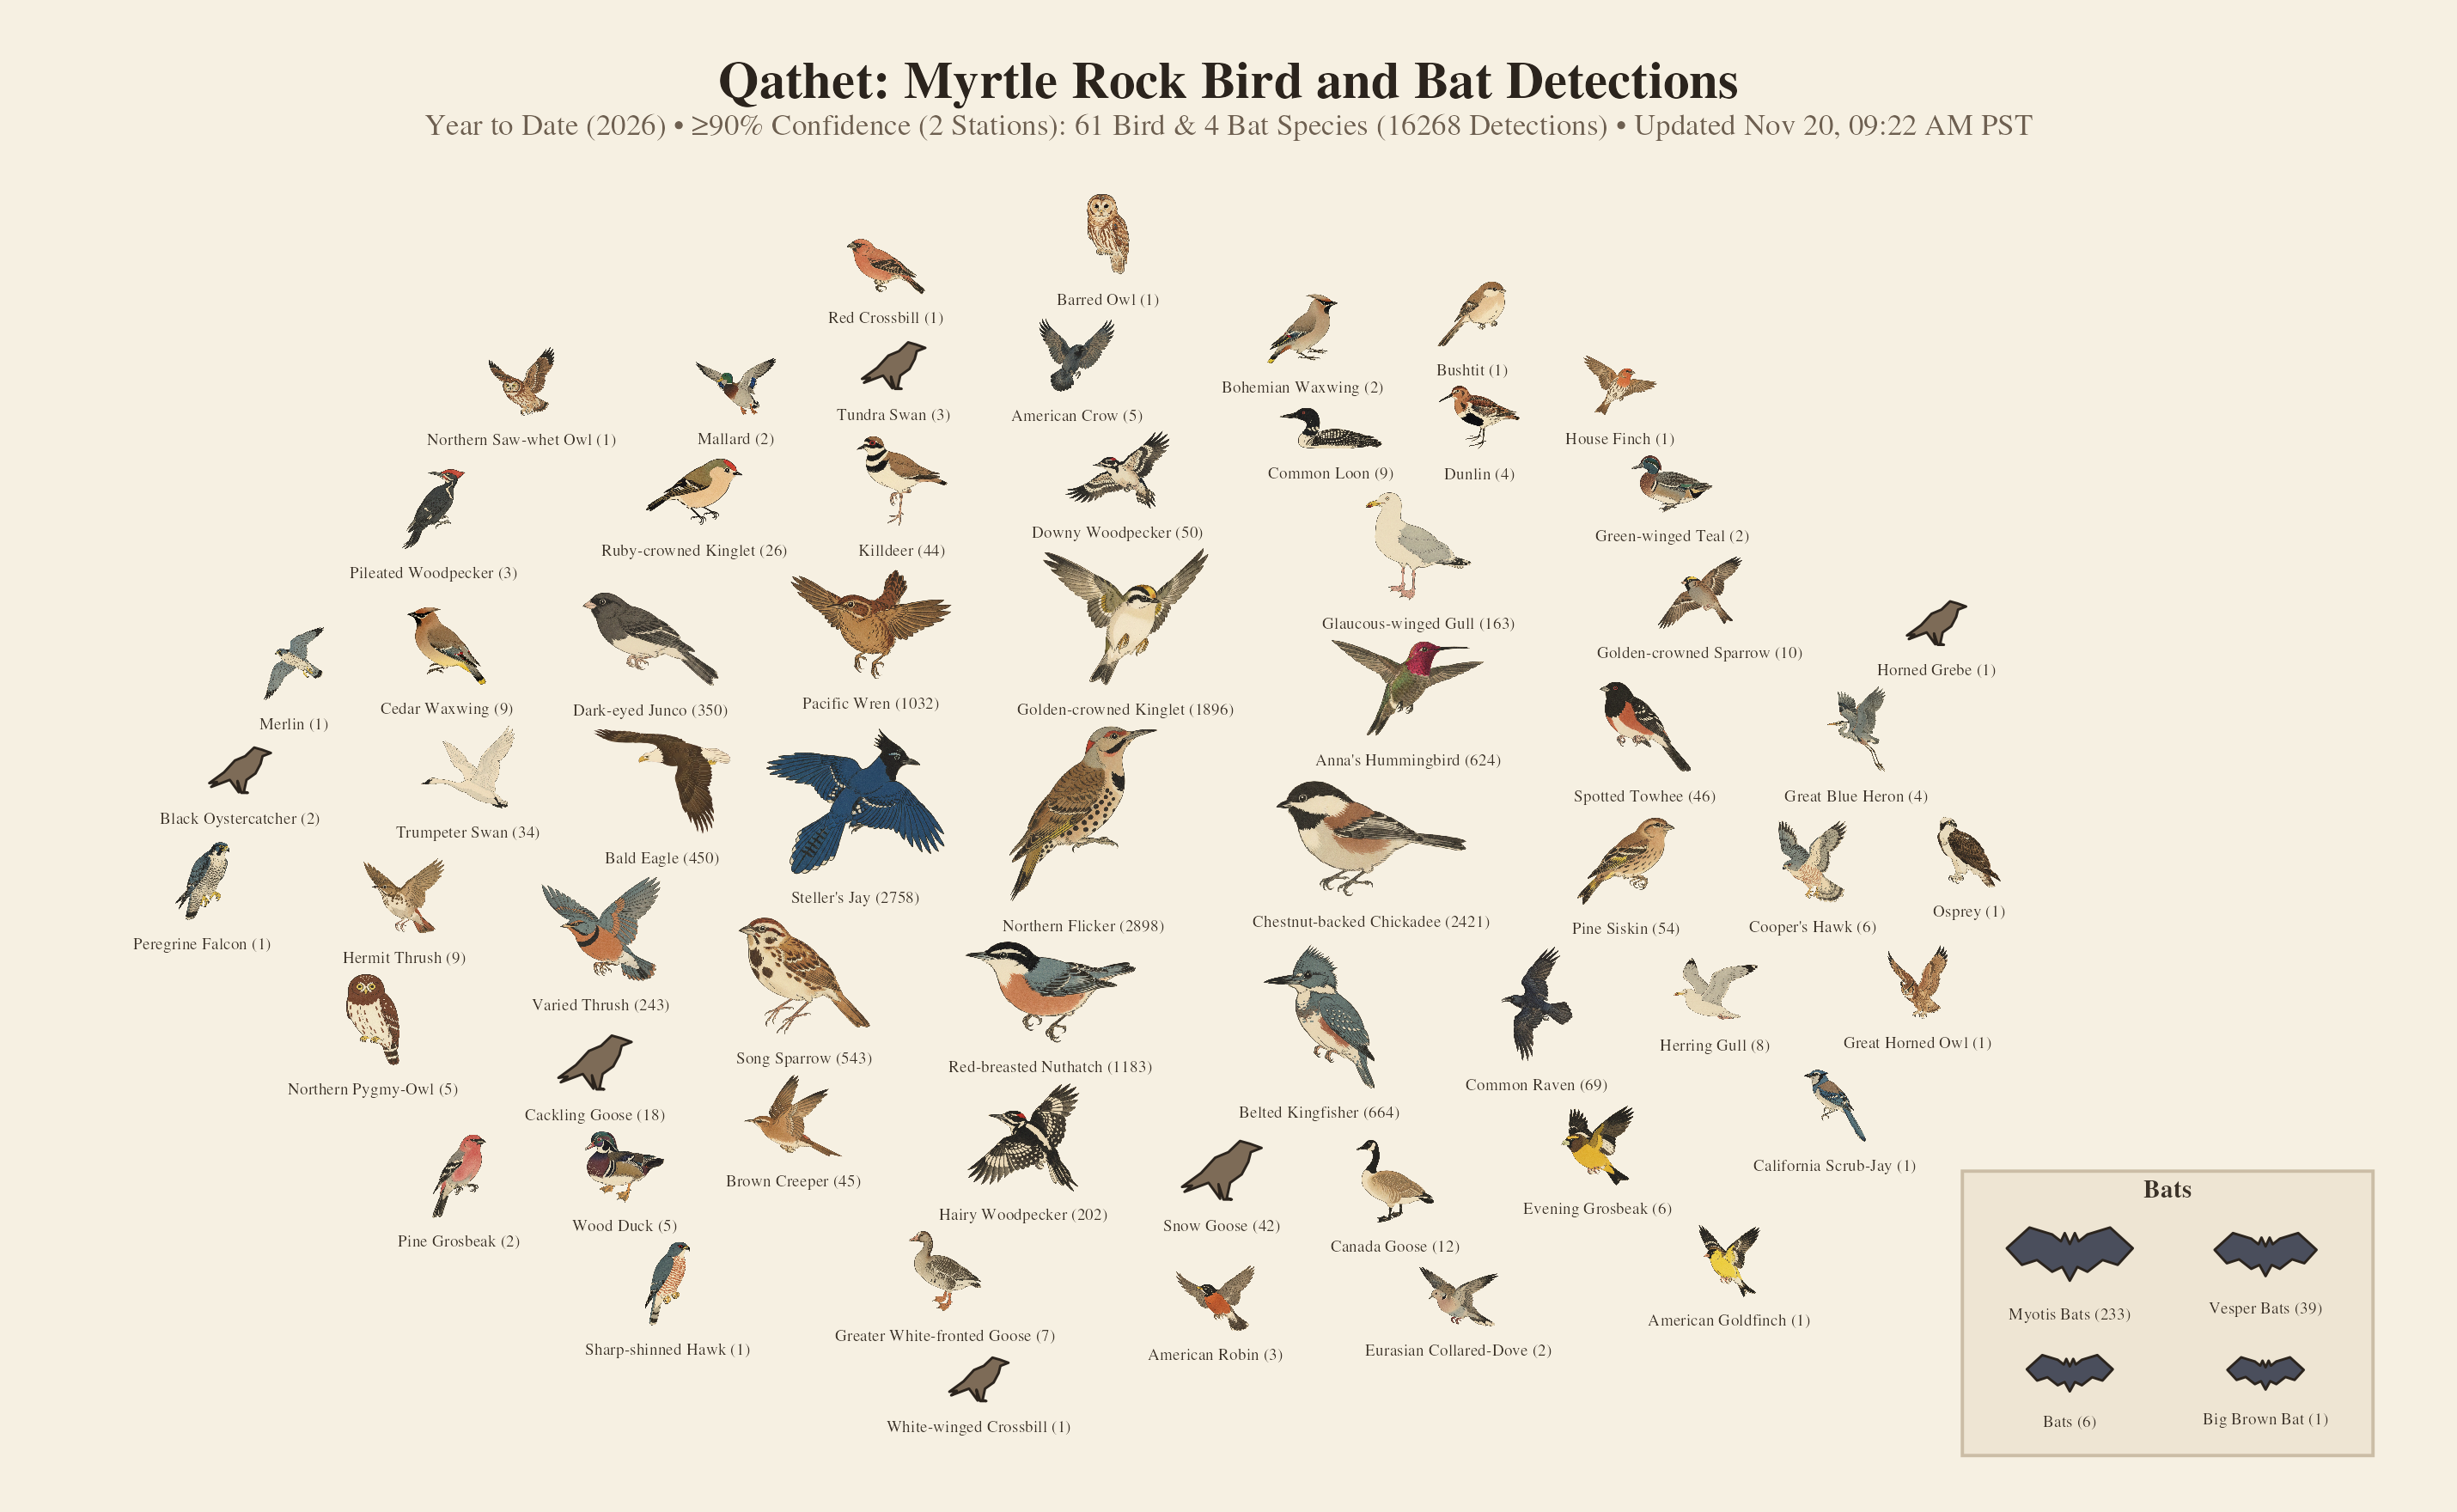 Qathet: Myrtle Rock Bird and Bat Detections
Year to Date (2026) • ≥90% Confidence (2 Stations): 61 Bird & 4 Bat Species (16268 Detections) • Updated Nov 20, 09:22 AM PST
Barred Owl (1)
Red Crossbill (1)
Bushtit (1)
Bohemian Waxwing (2)
Tundra Swan (3)
American Crow (5)
Northern Saw-whet Owl (1)
Mallard (2)
House Finch (1)
Common Loon (9)
Dunlin (4)
Downy Woodpecker (50)
Green-winged Teal (2)
Ruby-crowned Kinglet (26)
Killdeer (44)
Pileated Woodpecker (3)
Glaucous-winged Gull (163)
Golden-crowned Sparrow (10)
Horned Grebe (1)
Pacific Wren (1032)
Cedar Waxwing (9)
Golden-crowned Kinglet (1896)
Dark-eyed Junco (350)
Merlin (1)
Anna's Hummingbird (624)
Spotted Towhee (46)
Great Blue Heron (4)
Black Oystercatcher (2)
Trumpeter Swan (34)
Bald Eagle (450)
Steller's Jay (2758)
Osprey (1)
Chestnut-backed Chickadee (2421)
Northern Flicker (2898)
Cooper's Hawk (6)
Pine Siskin (54)
Peregrine Falcon (1)
Hermit Thrush (9)
Varied Thrush (243)
Great Horned Owl (1)
Herring Gull (8)
Song Sparrow (543)
Red-breasted Nuthatch (1183)
Common Raven (69)
Northern Pygmy-Owl (5)
Belted Kingfisher (664)
Cackling Goose (18)
California Scrub-Jay (1)
Brown Creeper (45)
Evening Grosbeak (6)
Hairy Woodpecker (202)
Wood Duck (5)
Snow Goose (42)
Pine Grosbeak (2)
Canada Goose (12)
American Goldfinch (1)
Greater White-fronted Goose (7)
Sharp-shinned Hawk (1)
Eurasian Collared-Dove (2)
American Robin (3)
White-winged Crossbill (1)
Bats
Myotis Bats (233)
Vesper Bats (39)
Bats (6)
Big Brown Bat (1)